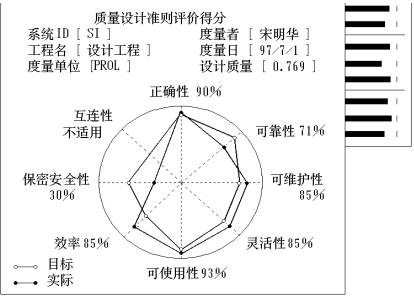 质量设计准则评价得分
系统ID [ SI ] 度量者 [ 宋明华 ]
工程名 [ 设计工程 ] 度量日 [ 97/7/1 ]
度量单位 [PROL ] 设计质量 [ 0.769 ]
正确性 90%
互连性
不适用
可靠性 71%
保密安全性
30%
可维护性
85%
效率 85%
灵活性 85%
可使用性 93%
目标
实际